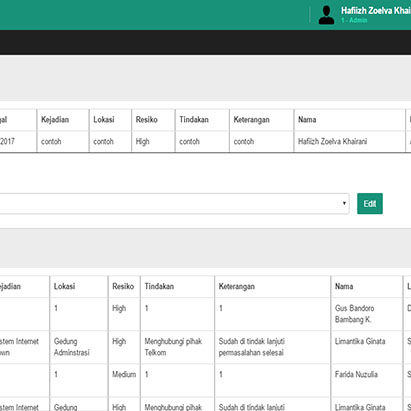 Hafiizh Zoelva Khai
1 - Admin
gal Kejadian Lokasi Resiko Tindakan Keterangan Nama
2017 contoh contoh High contoh contoh Hafiizh Zoelva Khairani
Edit
ejadian Lokasi Resiko Tindakan Keterangan Nama L
1 High 1 1 Gus Bandoro D
Bambang K.
stem Internet Gedung High Menghubungi pihak Sudah di tindak lanjuti Limantika Ginata S
own Adminstrasi Telkom permasalahan selesai
1 Medium 1 1 Farida Nuzulia S
stem Internet Gedung High Menghubungi pihak Sudah di tindak lanjuti Limantika Ginata S